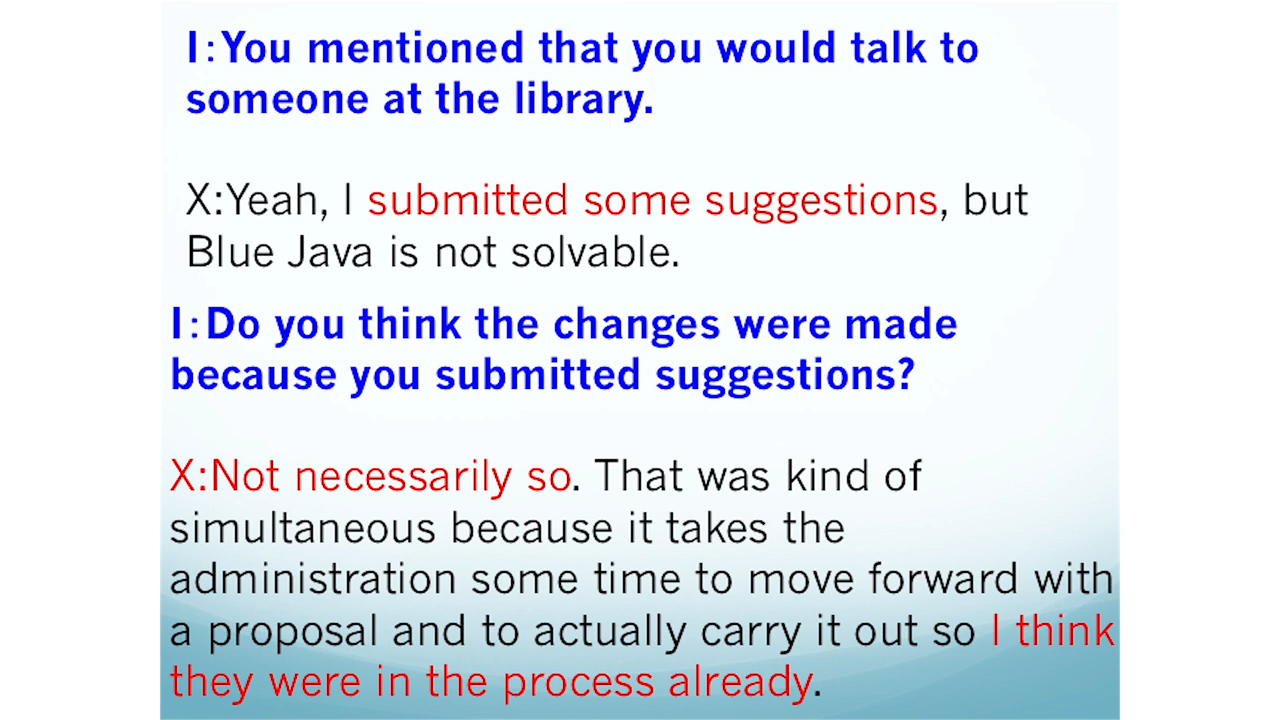 I:You mentioned that you would talk to
someone at the library.
X:Yeah, I submitted some suggestions, but
Blue Java is not solvable.
I:Do you think the changes were made
because you submitted suggestions?
X:Not necessarily so. That was kind of
simultaneous because it takes the
administration some time to move forward with
a proposal and to actually carry it out so I think
they were in the process already.